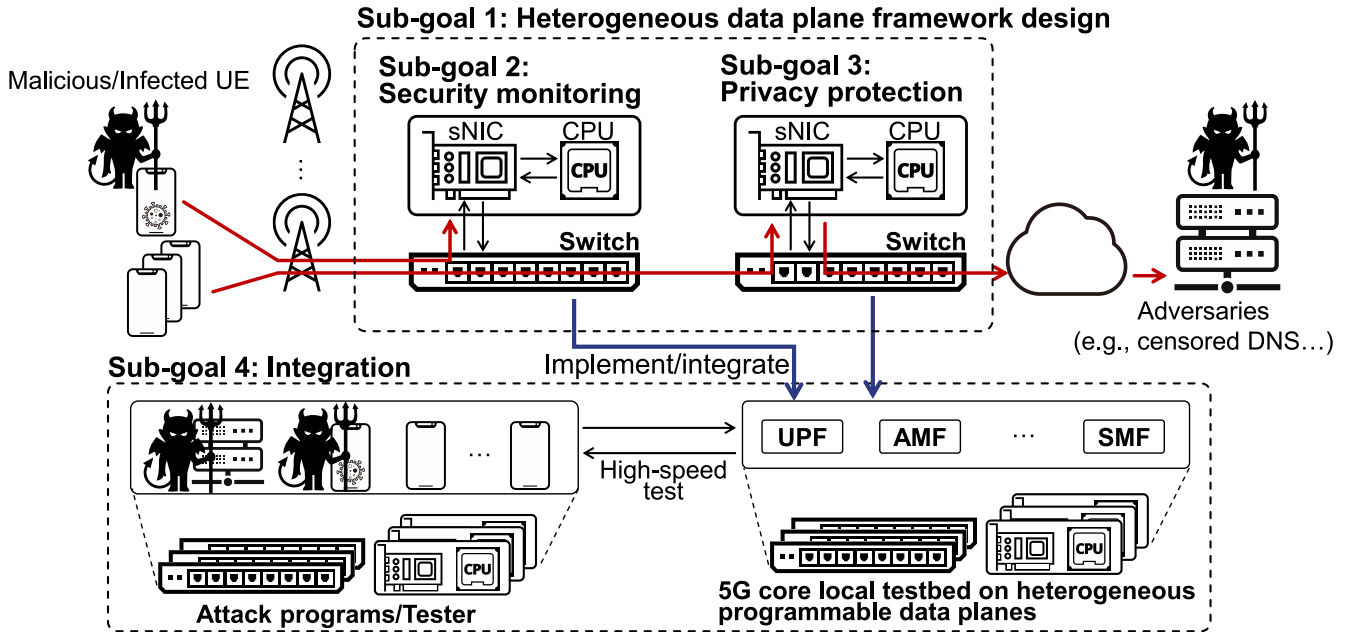 Sub-goal 1: Heterogeneous data plane framework design
Malicious/Infected UE
Sub-goal 2:
Security monitoring
sNIC
CPU
CPU
Switch
Sub-goal 3:
Privacy protection
sNIC
CPU
CPU
Switch
Adversaries
(e.g., censored DNS…)
Implement/integrate
Sub-goal 4: Integration
...
High-speed
test
UPF
AMF
...
SMF
CPU
Attack programs/Tester
CPU
5G core local testbed on heterogeneous
programmable data planes